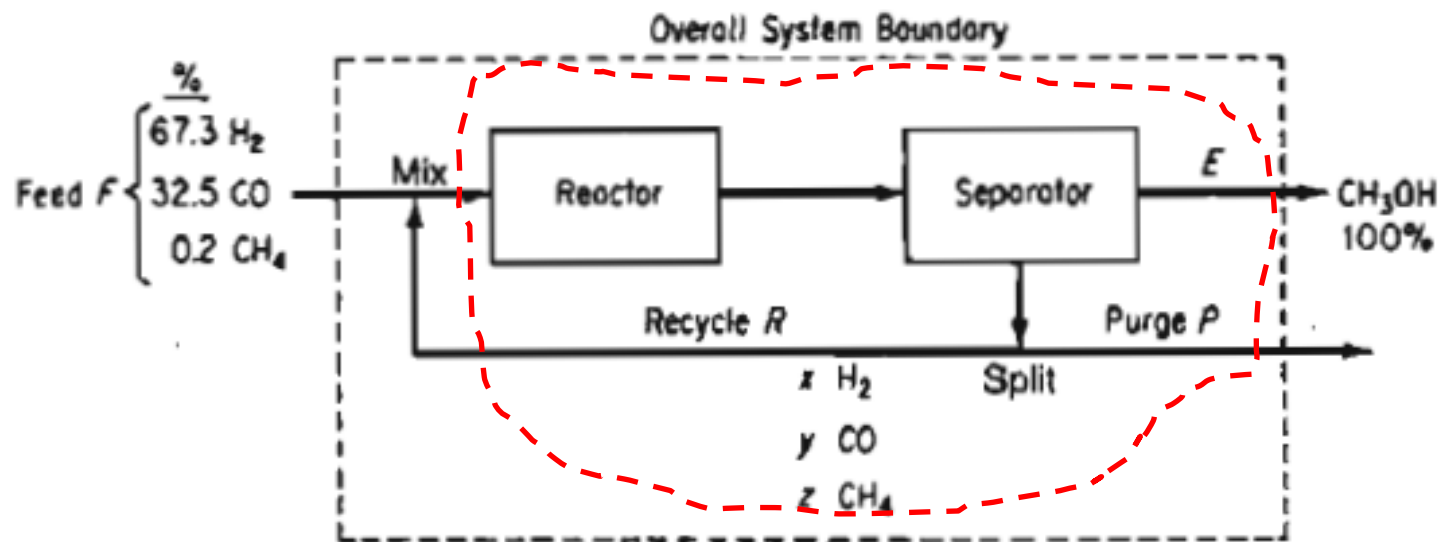 Overall System Boundary
%
67.3 H₂
Feed F 32.5 CO
0.2 CH₄
Mix
Reactor
Separator
E
CH₃OH
100%
Recycle R
Purge P
x H₂
Split
y CO
z CH₄